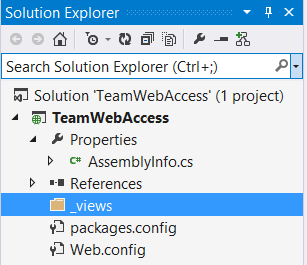 Solution Explorer
Search Solution Explorer (Ctrl+;)
Solution 'TeamWebAccess' (1 project)
TeamWebAccess
Properties
AssemblyInfo.cs
References
_views
packages.config
Web.config